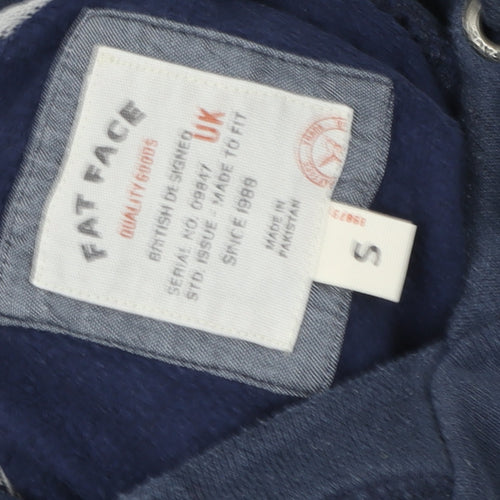 FAT FACE
QUALITY GOODS
BRITISH DESIGNED
UK
SERIAL NO. 09847
STD. ISSUE - MADE TO FIT
SPICE 1988
MADE IN
PAKISTAN
S